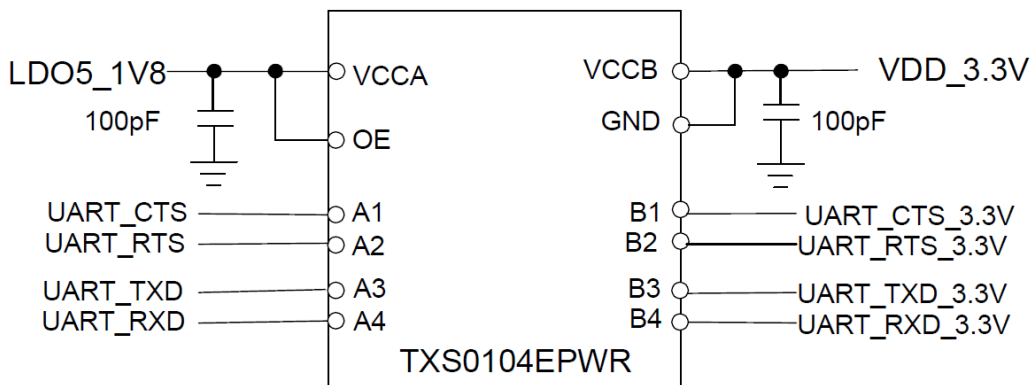 LDO5_1V8
100pF
VCCA
OE
VCCB
GND
VDD_3.3V
100pF
UART_CTS
UART_RTS
UART_TXD
UART_RXD
A1
A2
A3
A4
B1
B2
B3
B4
UART_CTS_3.3V
UART_RTS_3.3V
UART_TXD_3.3V
UART_RXD_3.3V
TXS0104EPWR